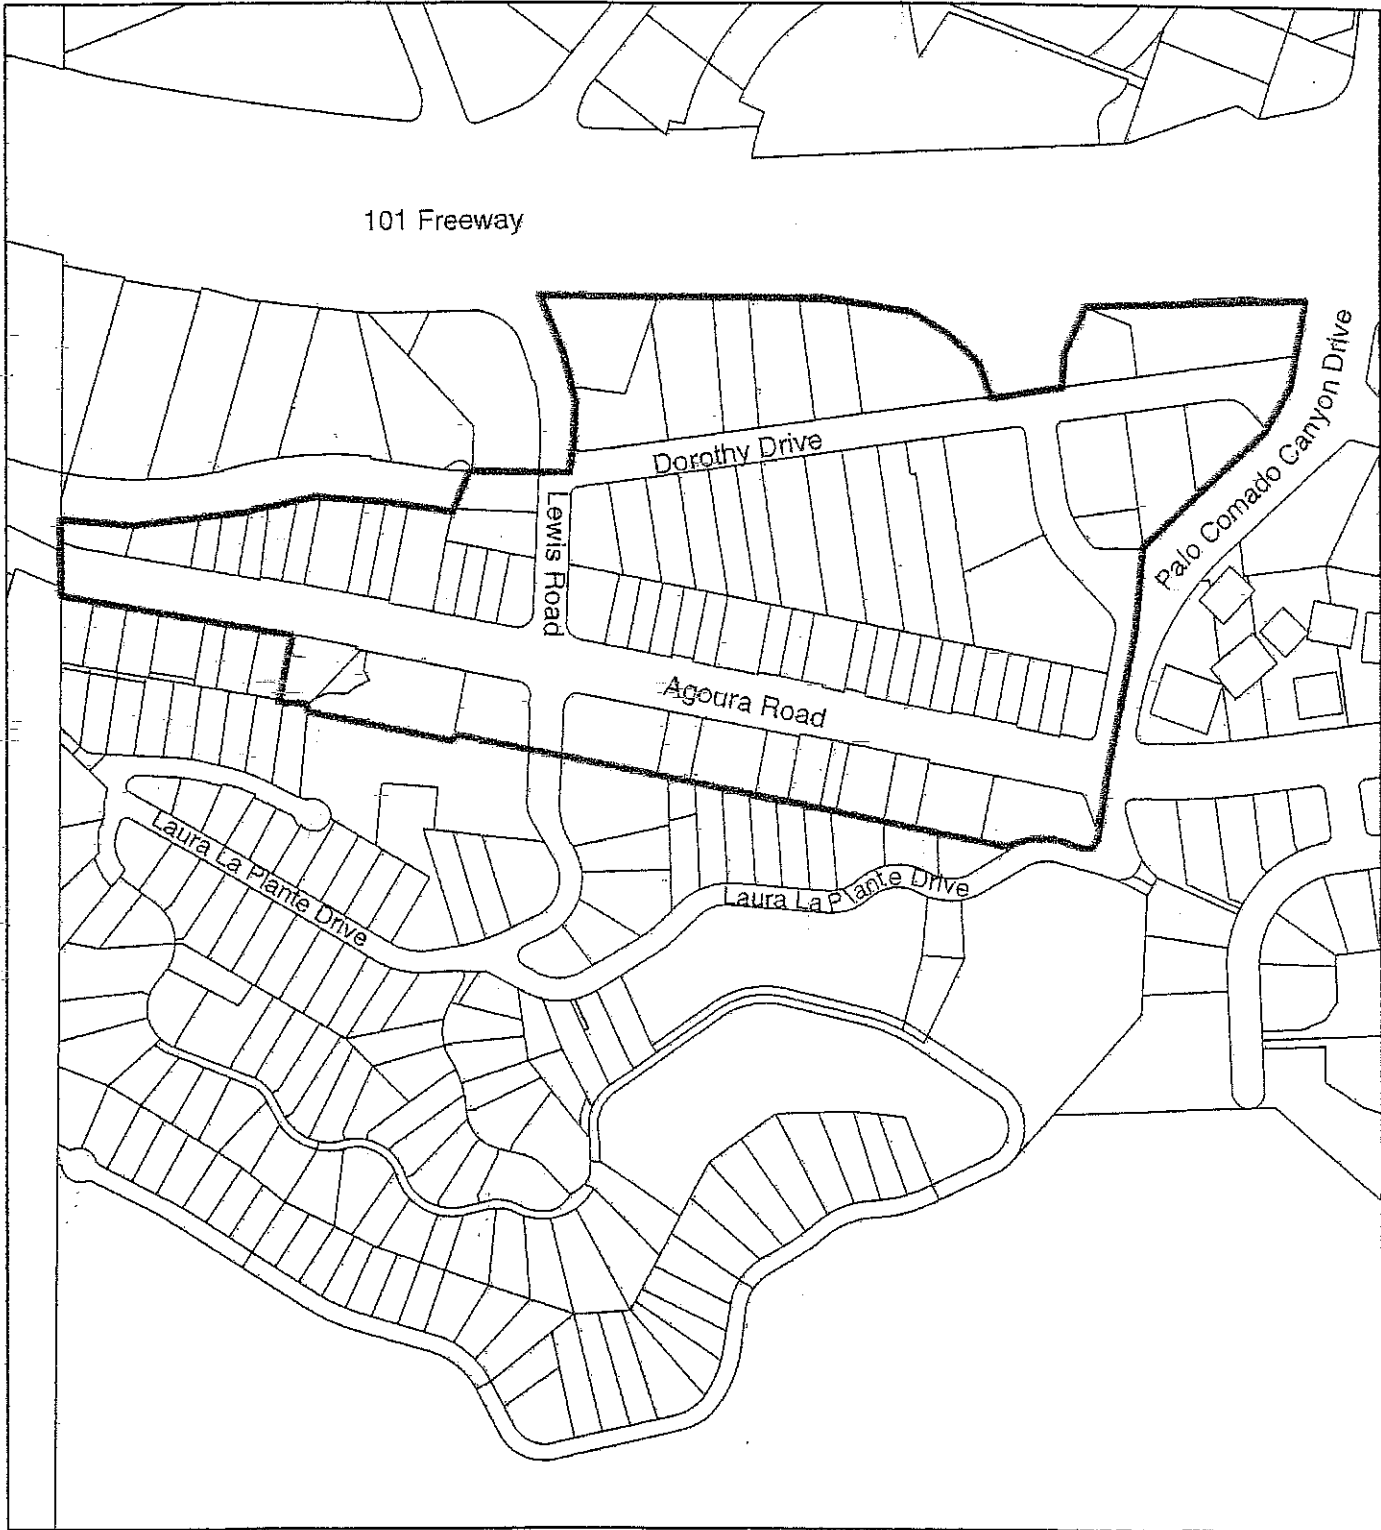 101 Freeway
Palo Comado Canyon Drive
Dorothy Drive
Lewis Road
Agoura Road
Laura La Plante Drive
Laura La Plante Drive